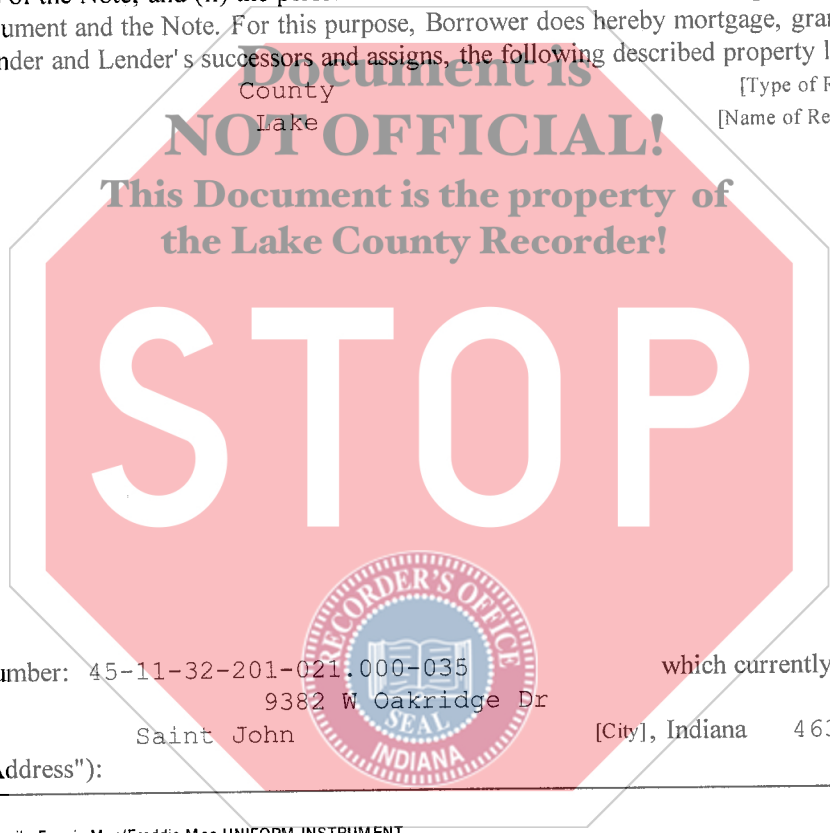 of the Note; and (ii) the
ument and the Note. For this purpose, Borrower does hereby mortgage, gran
nder and Lender's successors and assigns, the following described property l
Document is
County [Type of R
NOT OFFICIAL!
Lake [Name of Re
This Document is the property of
the Lake County Recorder!
STOP
RECORDER'S OFFICE
umber: 45-11-32-201-021.000-035 which currently
9382 W Oakridge Dr
SEAL
Saint John [City], Indiana 463
INDIANA
Address"):
UNIFORM INSTRUMENT